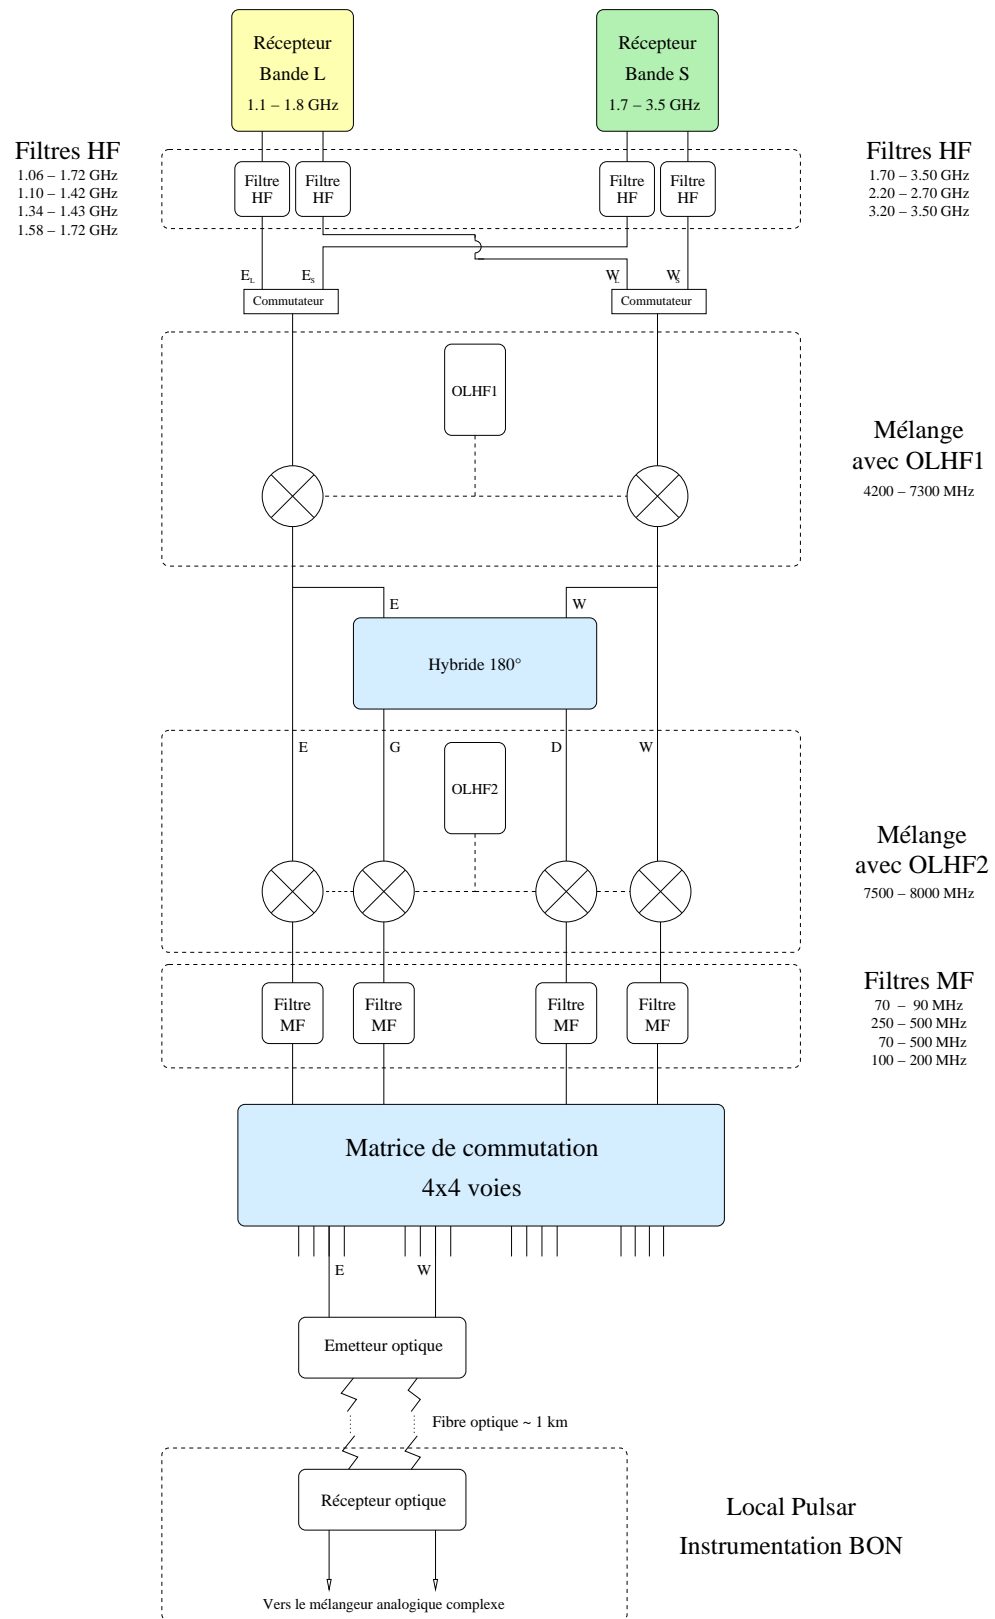 Récepteur
Bande L
1.1 – 1.8 GHz
Récepteur
Bande S
1.7 – 3.5 GHz
Filtres HF
1.06 – 1.72 GHz
1.10 – 1.42 GHz
1.34 – 1.43 GHz
1.58 – 1.72 GHz
Filtre
HF
Filtre
HF
Filtre
HF
Filtre
HF
Filtres HF
1.70 – 3.50 GHz
2.20 – 2.70 GHz
3.20 – 3.50 GHz
E_L
E_S
W_L
W_S
Commutateur
Commutateur
OLHF1
Mélange
avec OLHF1
4200 – 7300 MHz
E
W
Hybride 180°
E
G
D
W
OLHF2
Mélange
avec OLHF2
7500 – 8000 MHz
Filtre
MF
Filtre
MF
Filtre
MF
Filtre
MF
Filtres MF
70 – 90 MHz
250 – 500 MHz
70 – 500 MHz
100 – 200 MHz
Matrice de commutation
4x4 voies
E
W
Emetteur optique
Fibre optique ~ 1 km
Récepteur optique
Local Pulsar
Instrumentation BON
Vers le mélangeur analogique complexe